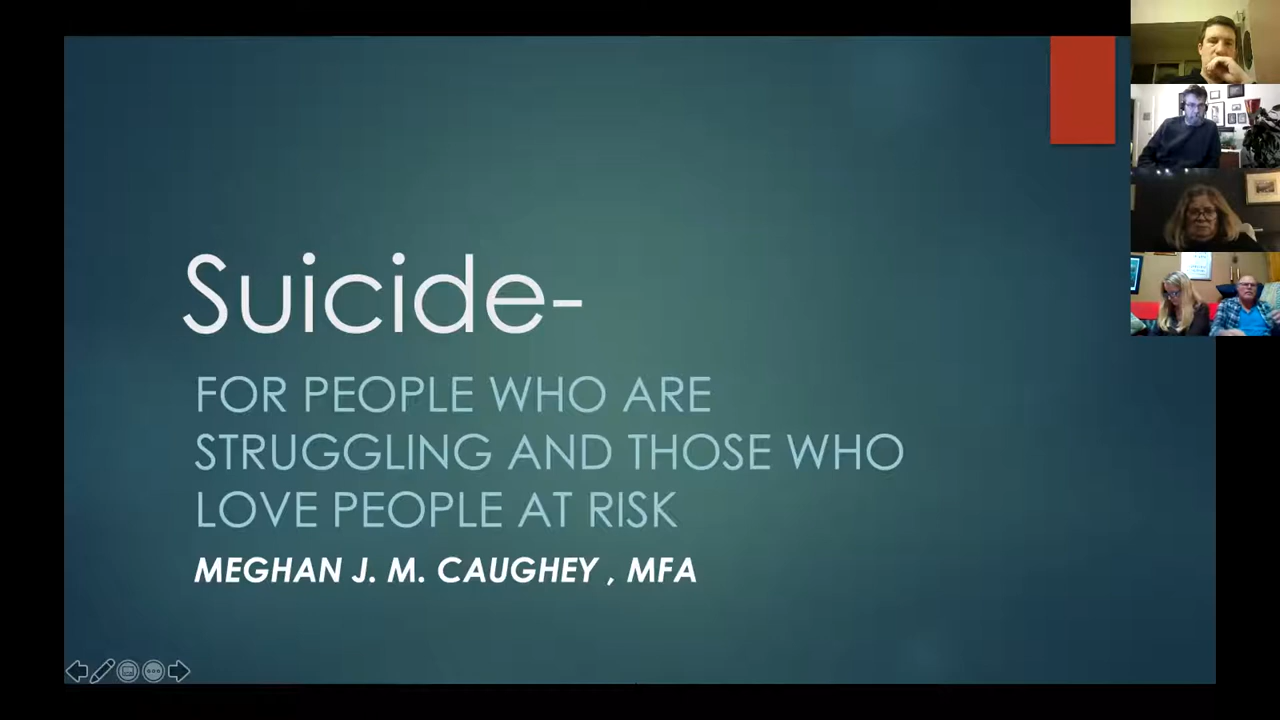 Suicide-
FOR PEOPLE WHO ARE
STRUGGLING AND THOSE WHO
LOVE PEOPLE AT RISK
MEGHAN J. M. CAUGHEY , MFA